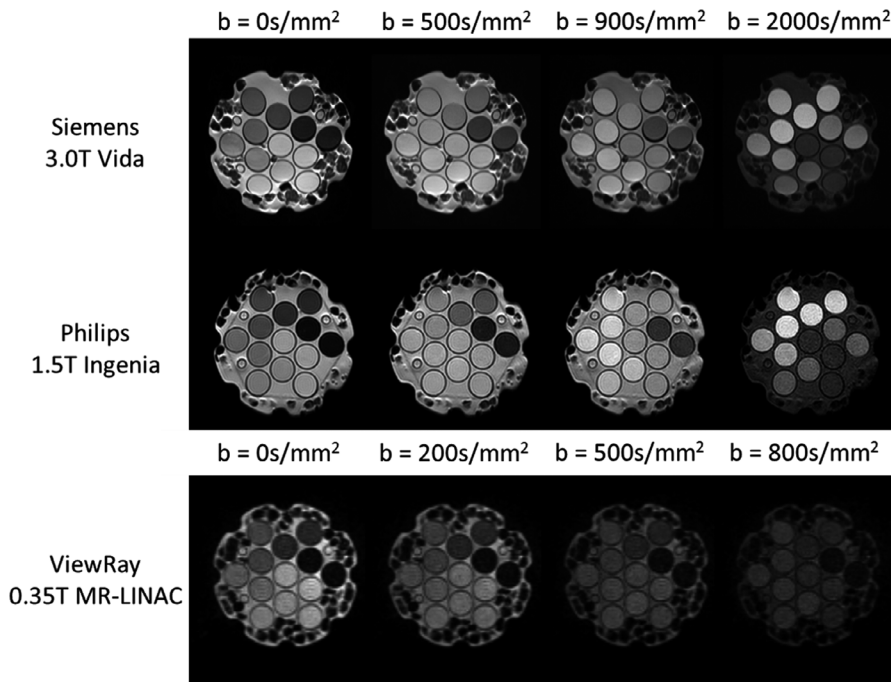 b = 0s/mm² b = 500s/mm² b = 900s/mm² b = 2000s/mm²
Siemens
3.0T Vida
Philips
1.5T Ingenia
b = 0s/mm² b = 200s/mm² b = 500s/mm² b = 800s/mm²
ViewRay
0.35T MR-LINAC